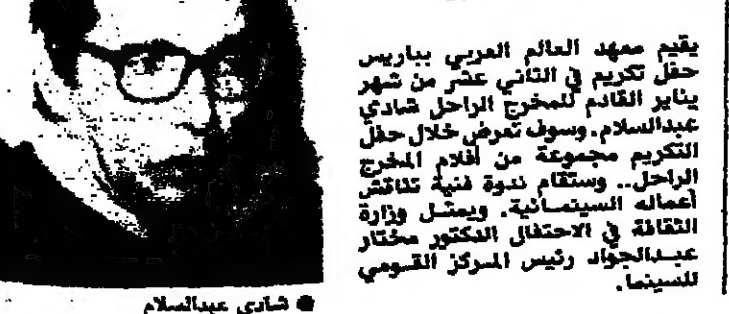 يقيم معهد العالم العربي بباريس
حفل تكريم في الثاني عشر من شهر
يناير القادم للمخرج الراحل شادي
عبدالسلام. وسوف تعرض خلال حفل
التكريم مجموعة من أفلام المخرج
الراحل.. وستقام ندوة فنية تناقش
أعماله السينمائية. ويمثل وزارة
الثقافة في الاحتفال الدكتور مختار
عبدالجواد رئيس المركز القومي
للسينما.
● شادي عبدالسلام